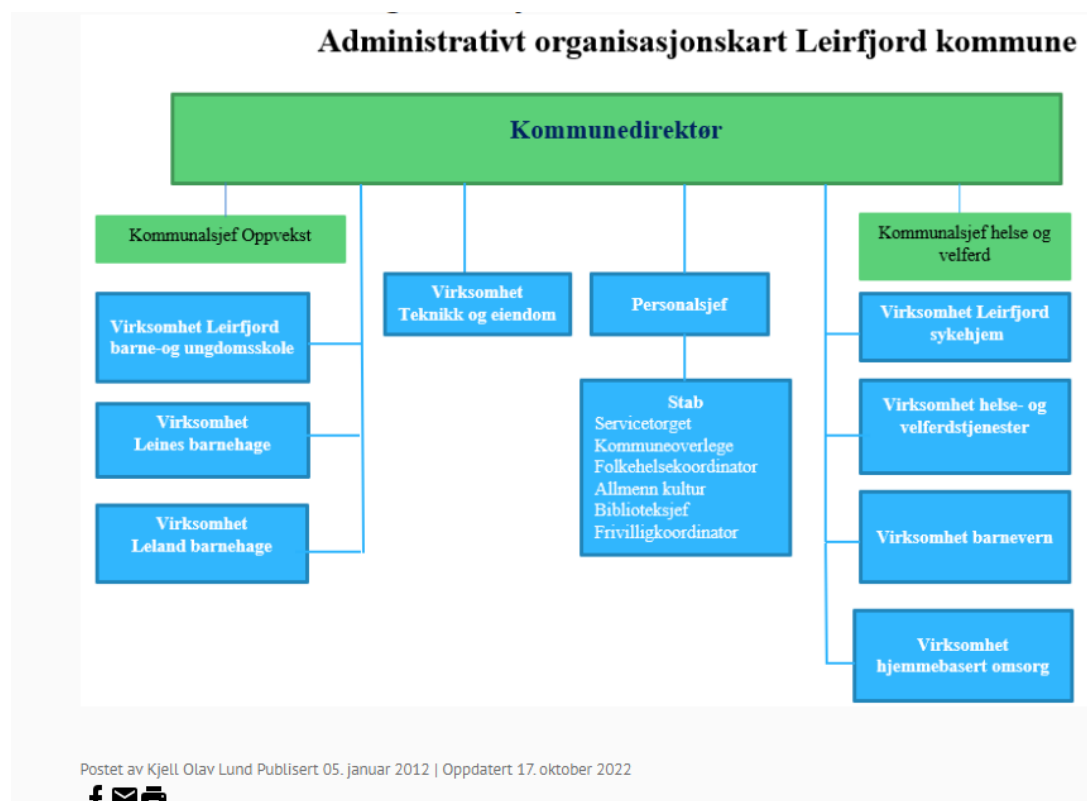 Administrativt organisasjonskart Leirfjord kommune
Kommunedirektør
Kommunalsjef Oppvekst
Virksomhet Leirfjord
barne-og ungdomsskole
Virksomhet
Leines barnehage
Virksomhet
Leland barnehage
Virksomhet
Teknikk og eiendom
Personalsjef
Stab
Servicetorget
Kommuneoverlege
Folkehelsekoordinator
Allmenn kultur
Biblioteksjef
Frivilligkoordinator
Kommunalsjef helse og
velferd
Virksomhet Leirfjord
sykehjem
Virksomhet helse- og
velferdstjenester
Virksomhet barnevern
Virksomhet
hjemmebasert omsorg
Postet av Kjell Olav Lund Publisert 05. januar 2012 | Oppdatert 17. oktober 2022